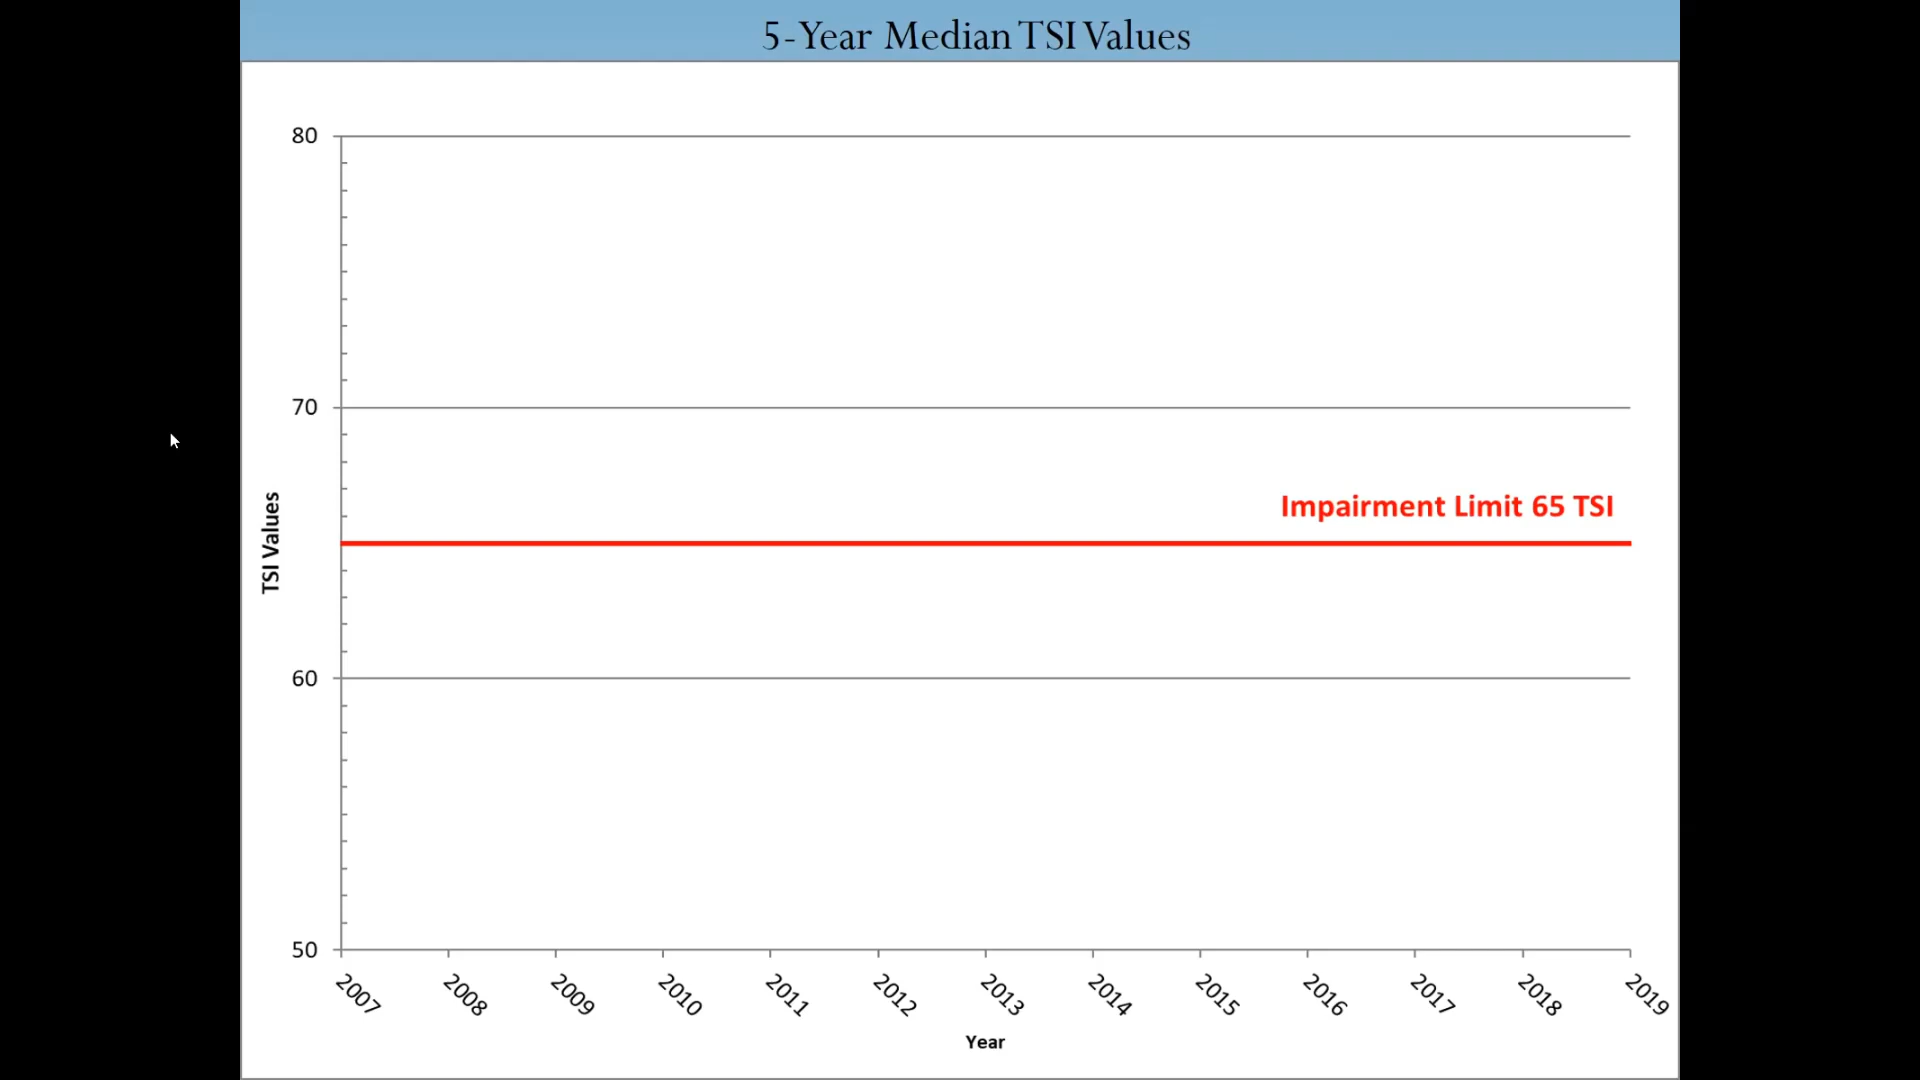 5-Year Median TSI Values
80
70
Impairment Limit 65 TSI
TSI Values
60
50
2007 2008 2009 2010 2011 2012 2013 2014 2015 2016 2017 2018 2019
Year